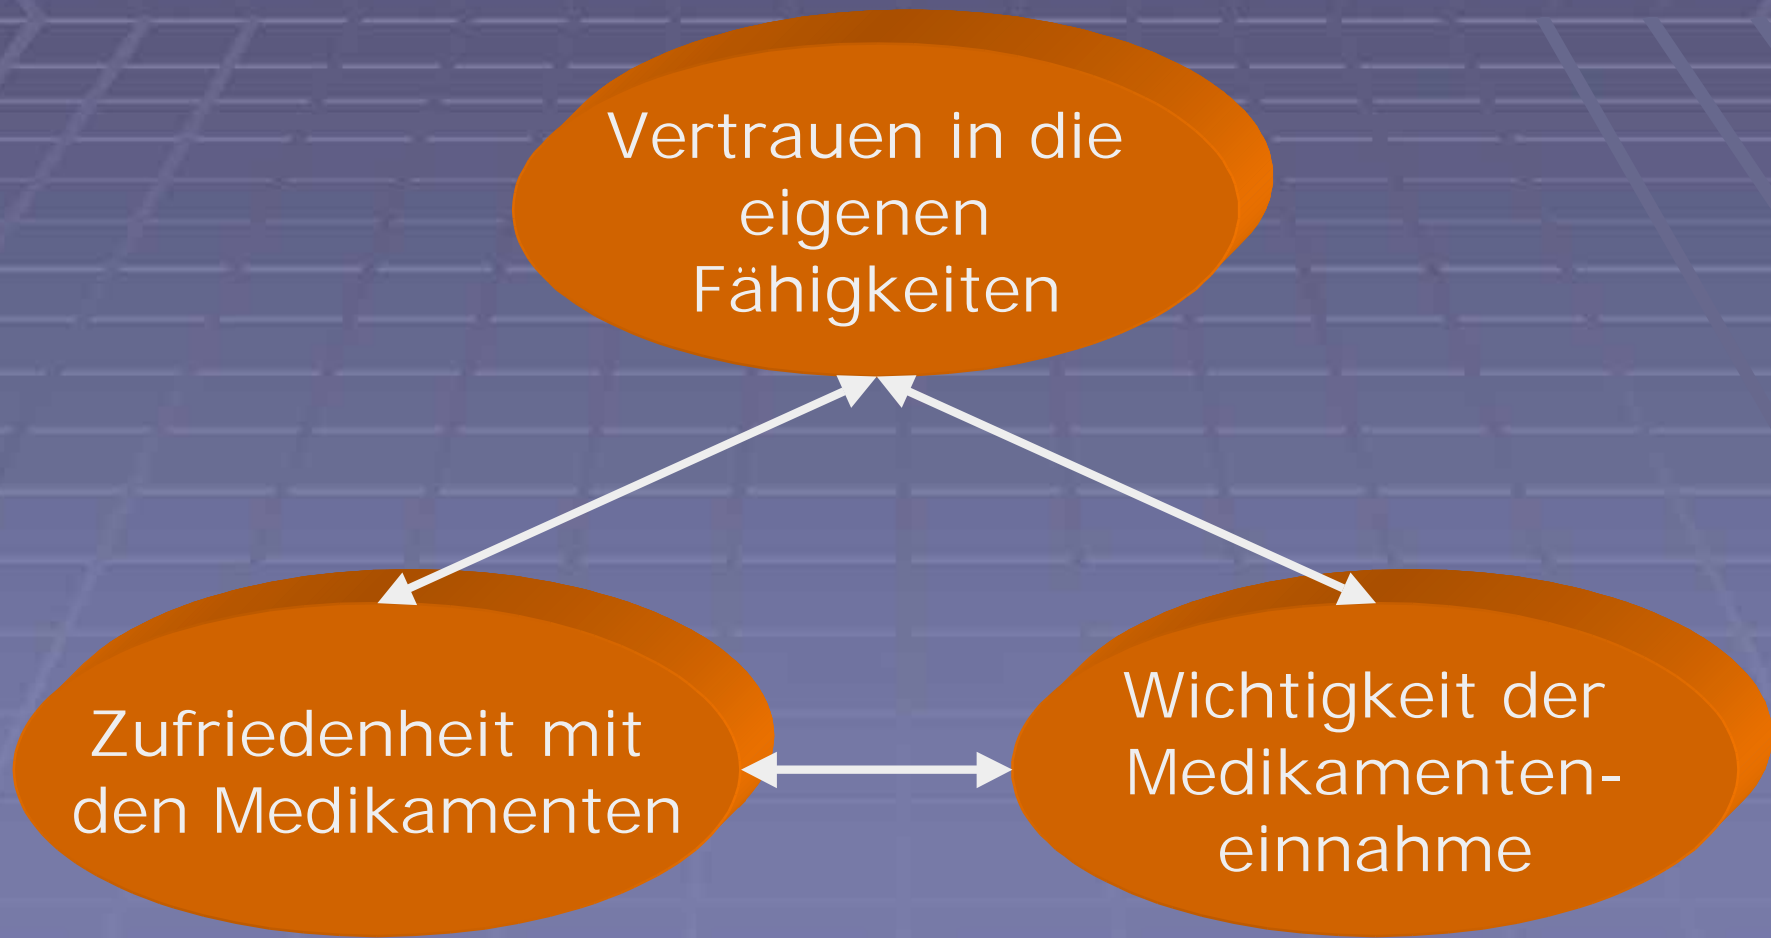 Vertrauen in die
eigenen
Fähigkeiten
Zufriedenheit mit
den Medikamenten
Wichtigkeit der
Medikamenten-
einnahme